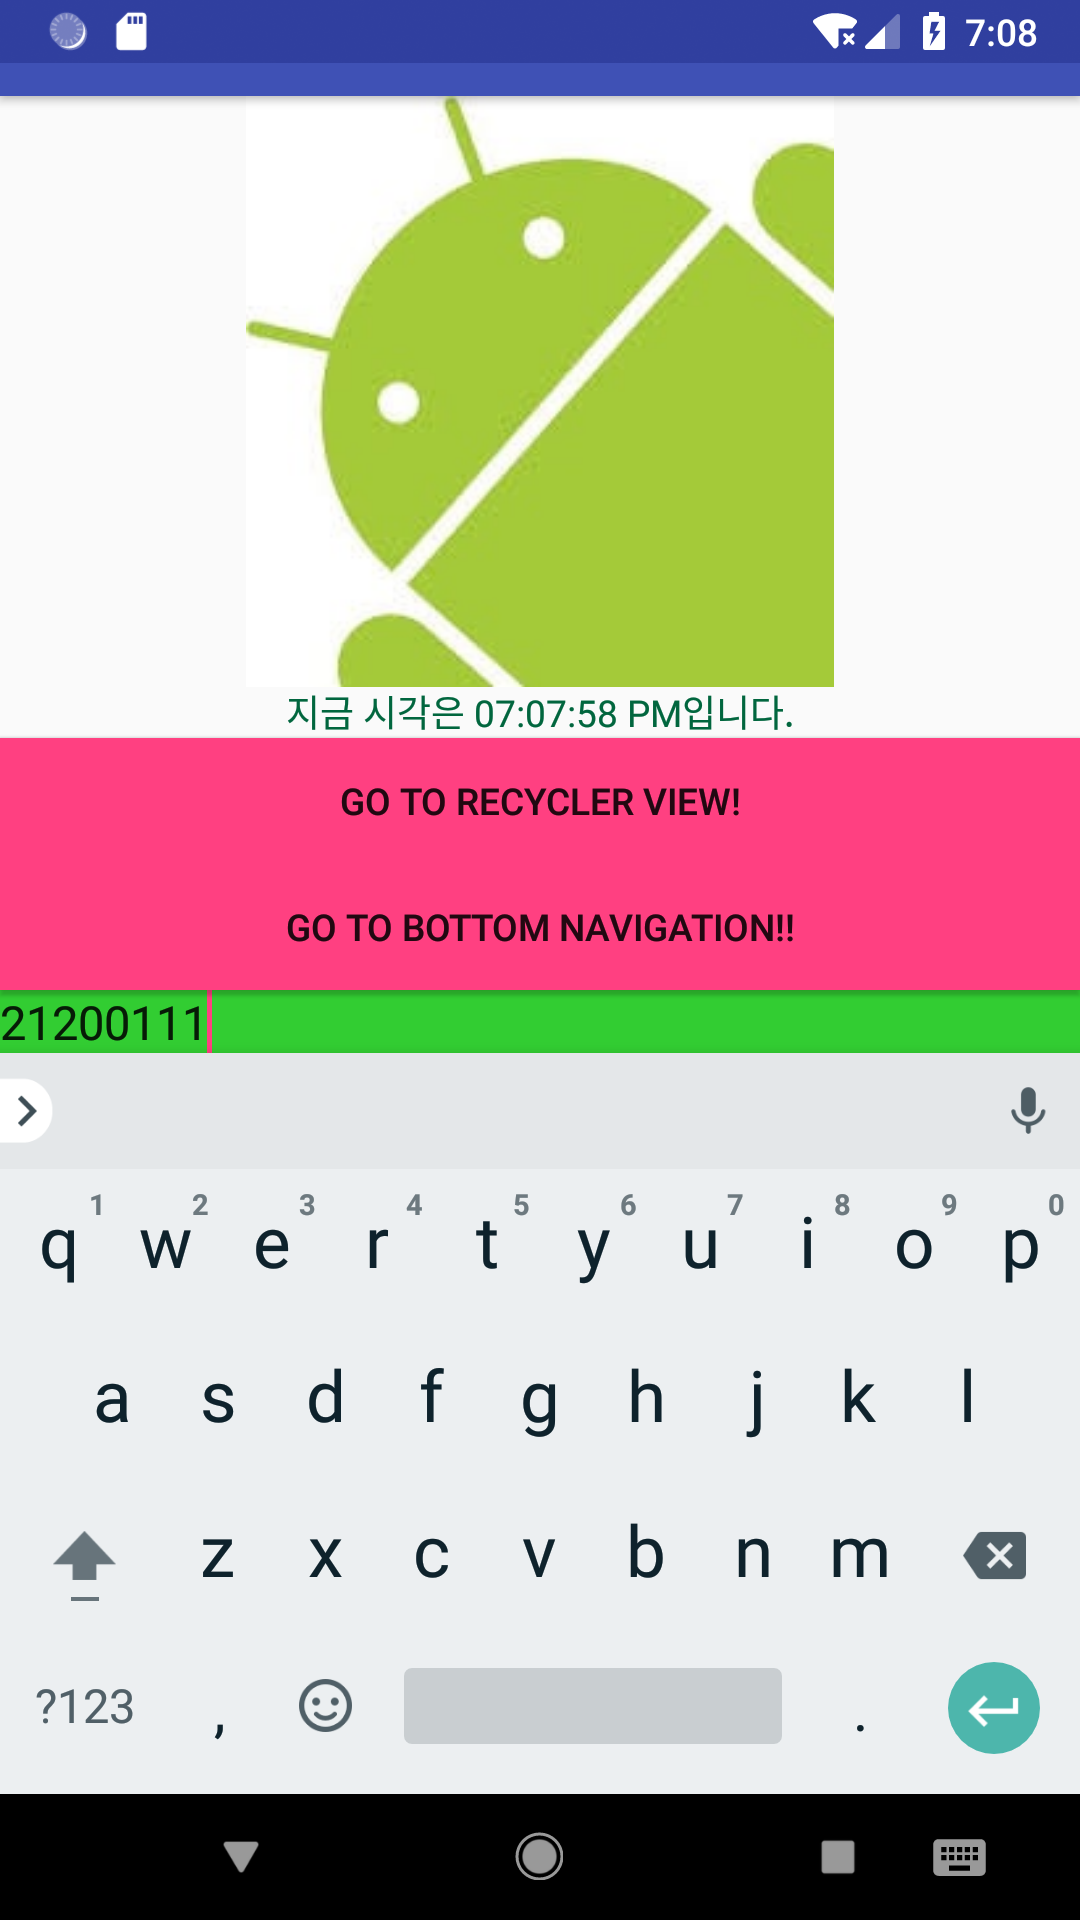 7:08
지금 시각은 07:07:58 PM입니다.
GO TO RECYCLER VIEW!
GO TO BOTTOM NAVIGATION!!
21200111
1 2 3 4 5 6 7 8 9 0
q w e r t y u i o p
a s d f g h j k l
z x c v b n m
?123 , .